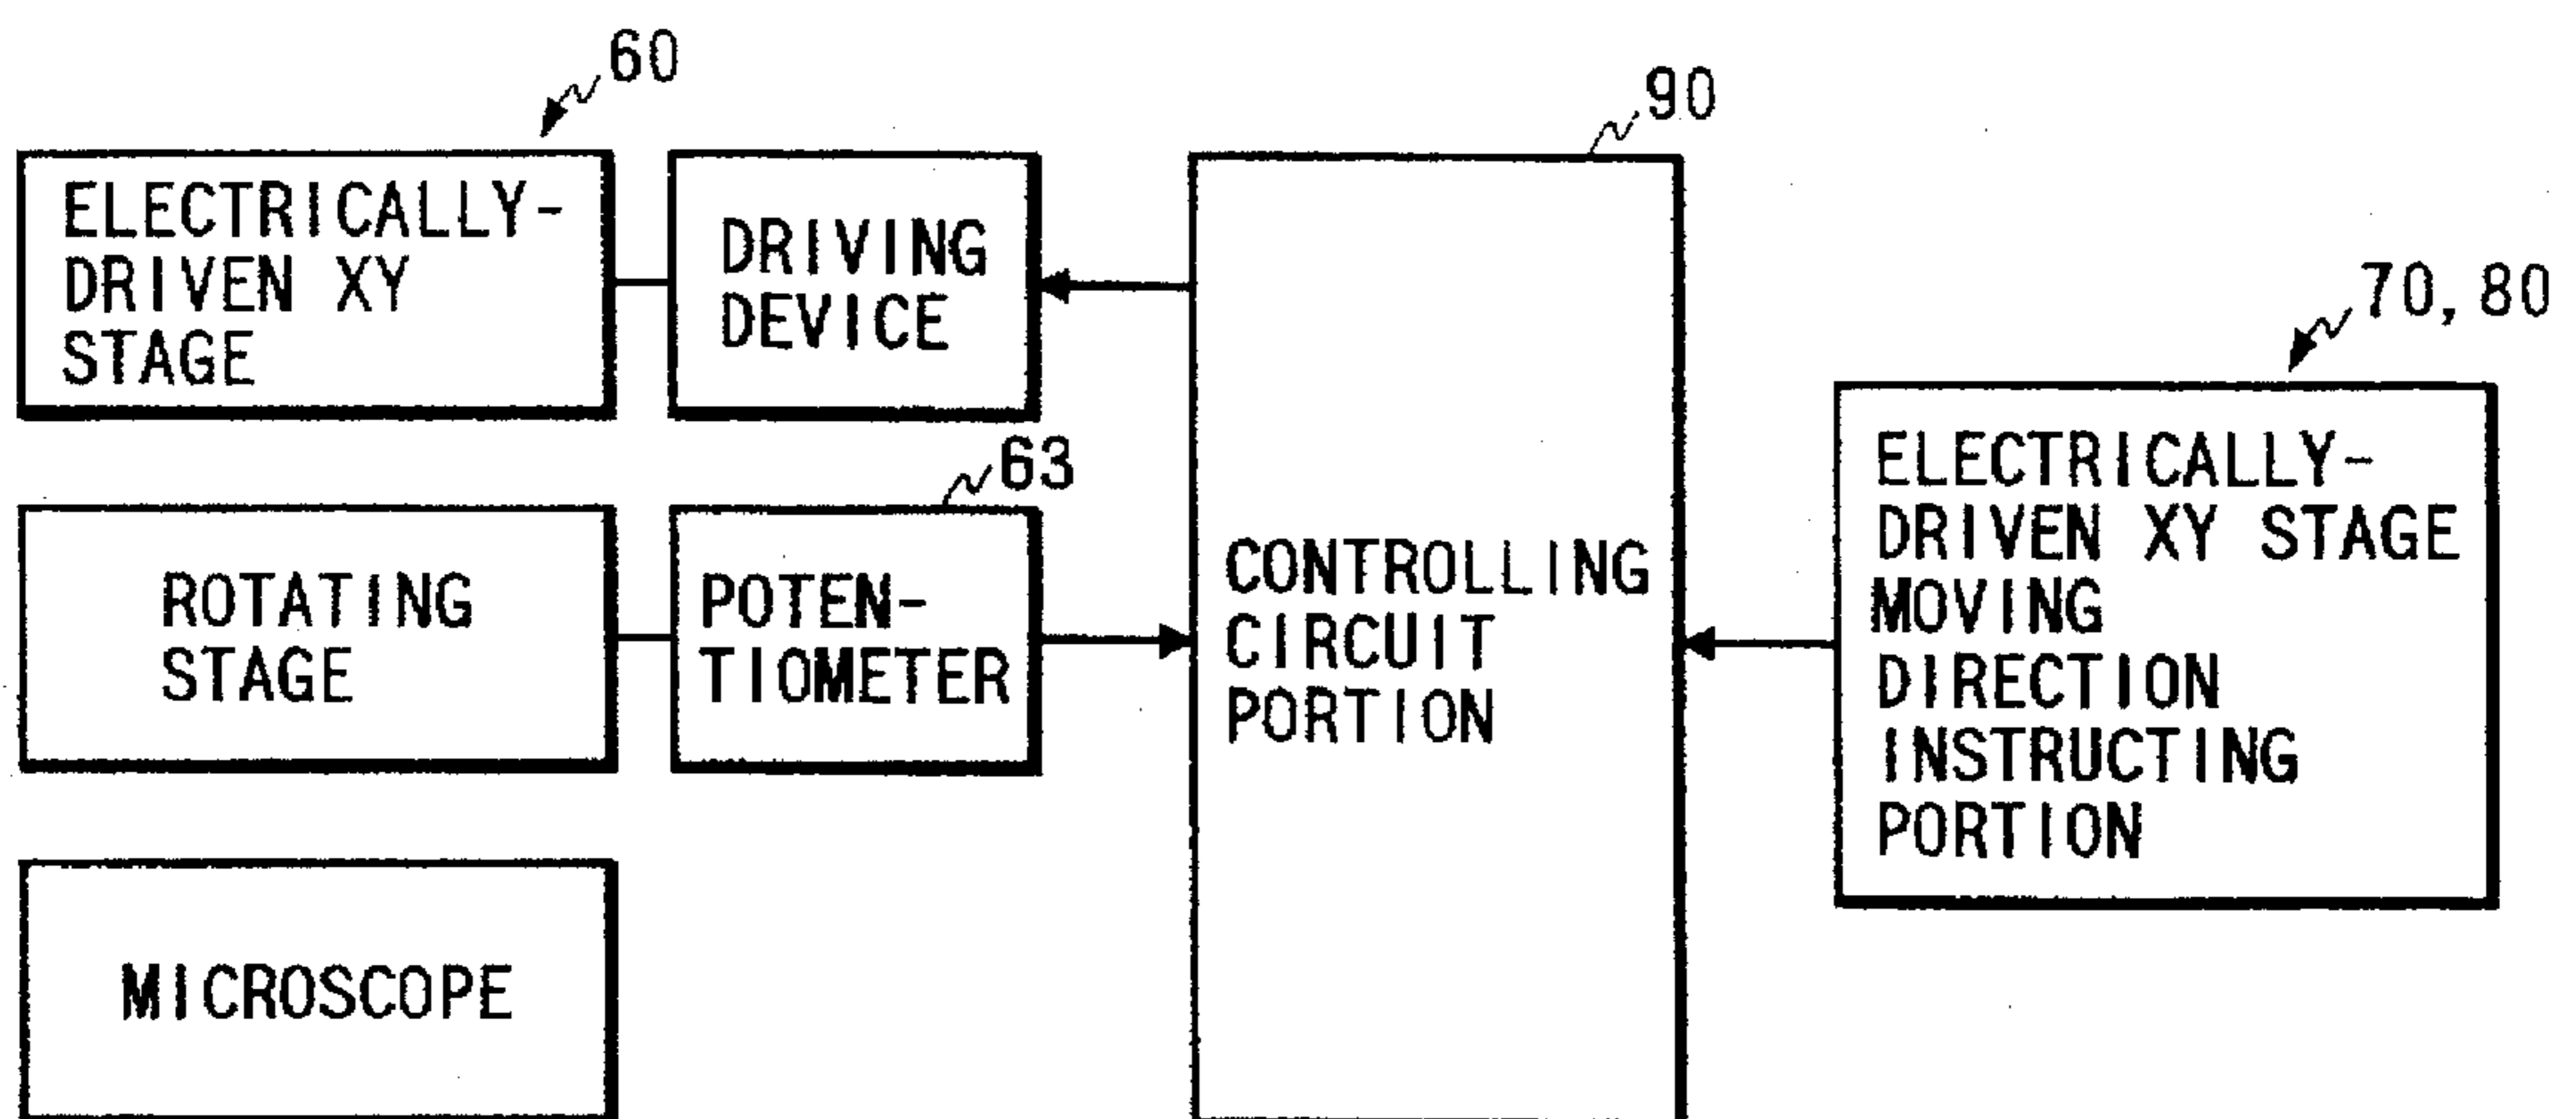 60
90
ELECTRICALLY-
DRIVEN XY
STAGE
DRIVING
DEVICE
70, 80
63
ROTATING
STAGE
POTEN-
TIOMETER
CONTROLLING
CIRCUIT
PORTION
ELECTRICALLY-
DRIVEN XY STAGE
MOVING
DIRECTION
INSTRUCTING
PORTION
MICROSCOPE